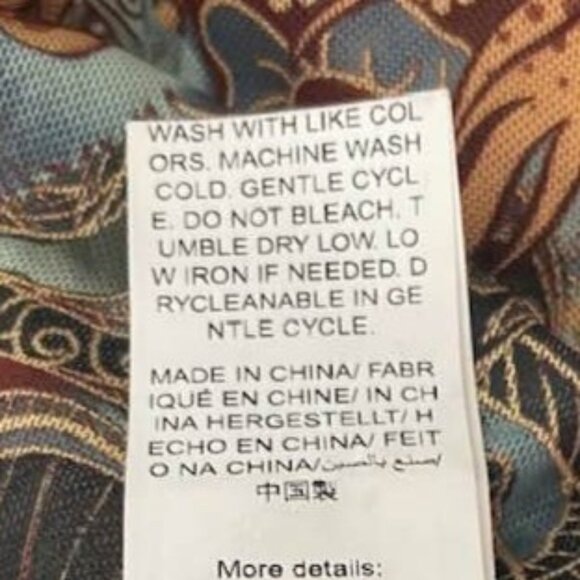 WASH WITH LIKE COL
ORS. MACHINE WASH
COLD. GENTLE CYCL
E. DO NOT BLEACH. T
UMBLE DRY LOW. LO
W IRON IF NEEDED. D
RYCLEANABLE IN GE
NTLE CYCLE.
MADE IN CHINA/ FABR
IQUÉ EN CHINE/ IN CH
INA HERGESTELLT/ H
ECHO EN CHINA/ FEIT
O NA CHINA/صنع بالصين/
中国製
More details: